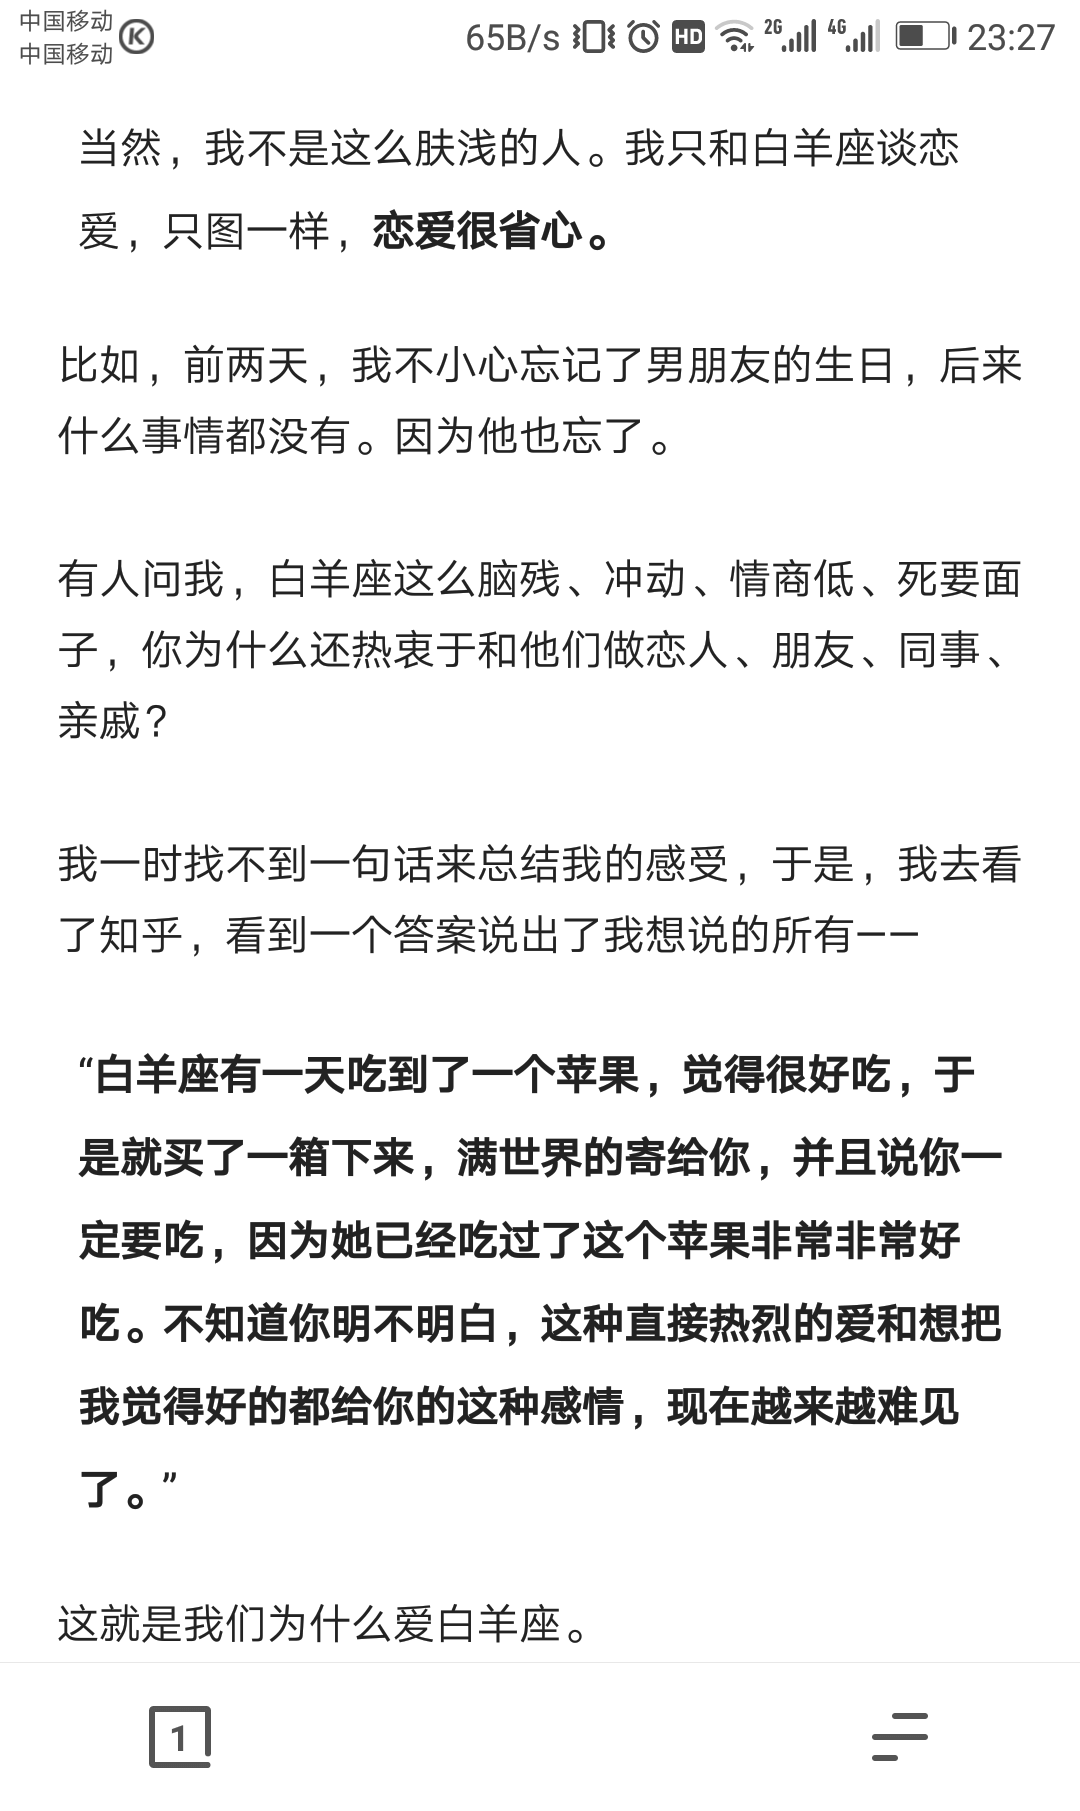 中国移动
中国移动
K
65B/s HD 2G 4G 23:27
当然，我不是这么肤浅的人。我只和白羊座谈恋
爱，只图一样，恋爱很省心。
比如，前两天，我不小心忘记了男朋友的生日，后来
什么事情都没有。因为他也忘了。
有人问我，白羊座这么脑残、冲动、情商低、死要面
子，你为什么还热衷于和他们做恋人、朋友、同事、
亲戚？
我一时找不到一句话来总结我的感受，于是，我去看
了知乎，看到一个答案说出了我想说的所有——
“白羊座有一天吃到了一个苹果，觉得很好吃，于
是就买了一箱下来，满世界的寄给你，并且说你一
定要吃，因为她已经吃过了这个苹果非常非常好
吃。不知道你明不明白，这种直接热烈的爱和想把
我觉得好的都给你的这种感情，现在越来越难见
了。”
这就是我们为什么爱白羊座。
1